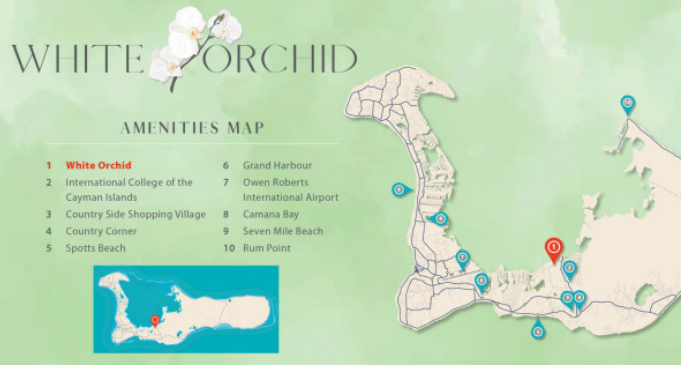 WHITE ORCHID
AMENITIES MAP
1 White Orchid
2 International College of the
Cayman Islands
3 Country Side Shopping Village
4 Country Corner
5 Spotts Beach
6 Grand Harbour
7 Owen Roberts
International Airport
8 Camana Bay
9 Seven Mile Beach
10 Rum Point
1